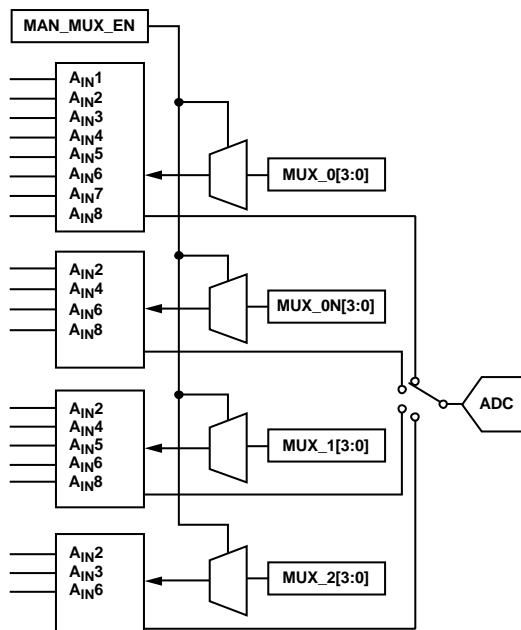 MAN_MUX_EN
AIN1
AIN2
AIN3
AIN4
AIN5
AIN6
AIN7
AIN8
MUX_0[3:0]
AIN2
AIN4
AIN6
AIN8
MUX_0N[3:0]
ADC
AIN2
AIN4
AIN5
AIN6
AIN8
MUX_1[3:0]
AIN2
AIN3
AIN6
MUX_2[3:0]